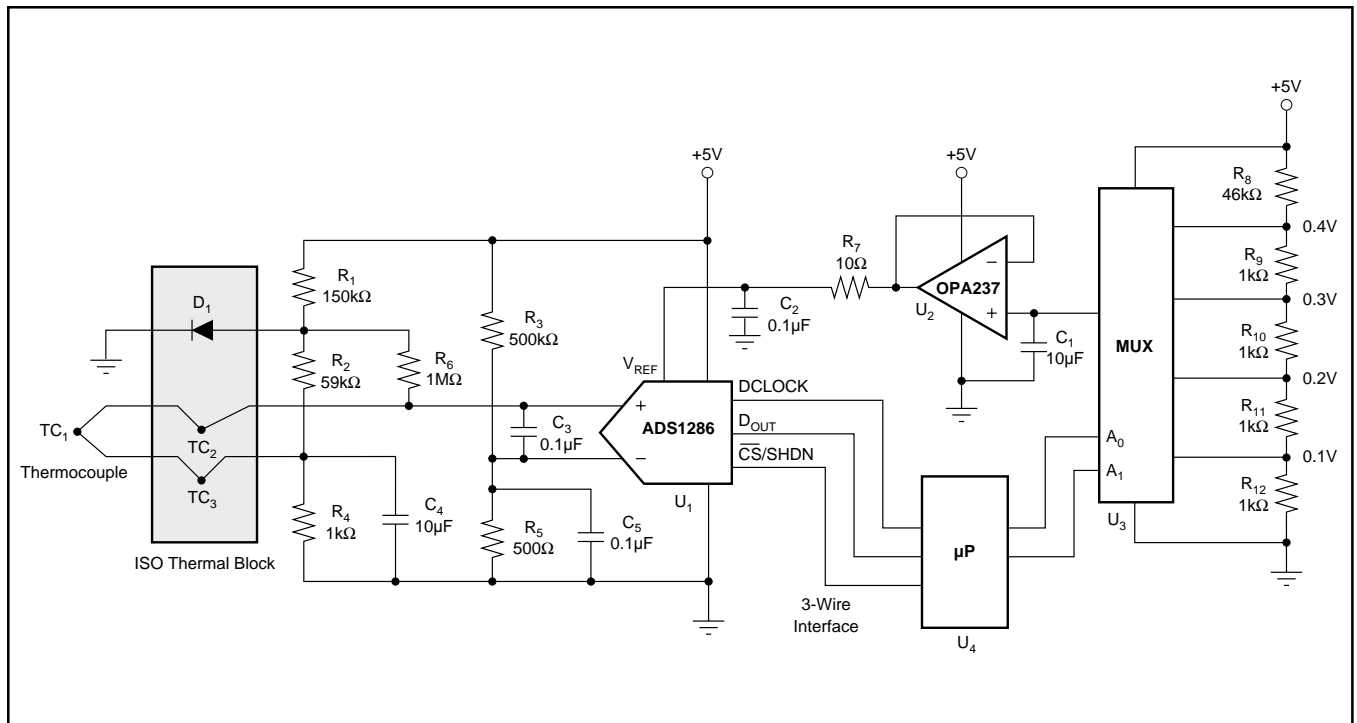 +5V
R8
46kΩ
0.4V
R9
1kΩ
0.3V
R10
1kΩ
0.2V
R11
1kΩ
0.1V
R12
1kΩ
MUX
A0
A1
U3
+5V
OPA237
−
+
U2
C1
10µF
R7
10Ω
C2
0.1µF
+5V
VREF
DCLOCK
DOUT
CS/SHDN
+
−
ADS1286
U1
R3
500kΩ
C3
0.1µF
R5
500Ω
C5
0.1µF
R1
150kΩ
D1
R2
59kΩ
R6
1MΩ
TC1
Thermocouple
TC2
TC3
R4
1kΩ
C4
10µF
ISO Thermal Block
3-Wire
Interface
µP
U4